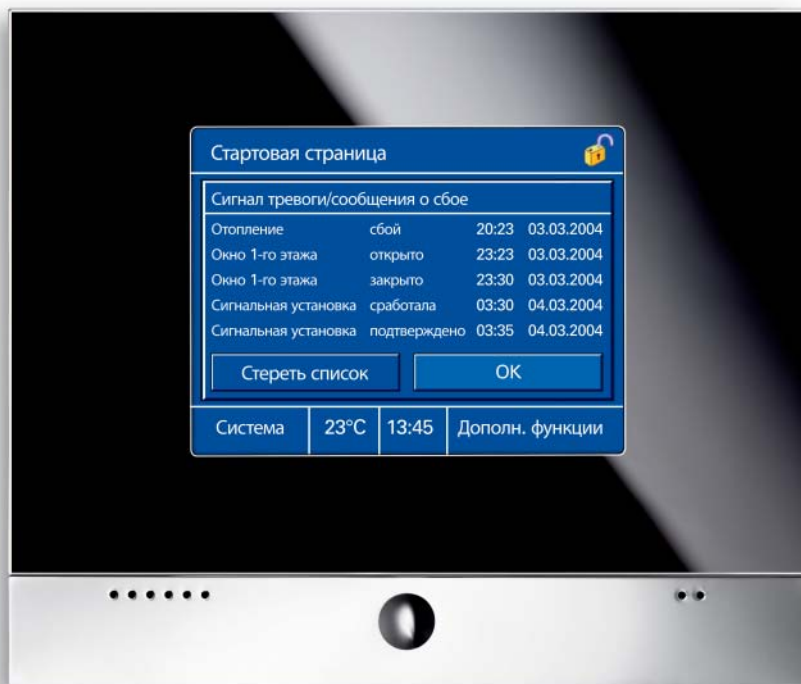 Стартовая страница
Сигнал тревоги/сообщения о сбое
Отопление сбой 20:23 03.03.2004
Окно 1-го этажа открыто 23:23 03.03.2004
Окно 1-го этажа закрыто 23:30 03.03.2004
Сигнальная установка сработала 03:30 04.03.2004
Сигнальная установка подтверждено 03:35 04.03.2004
Стереть список OK
Система 23°C 13:45 Дополн. функции